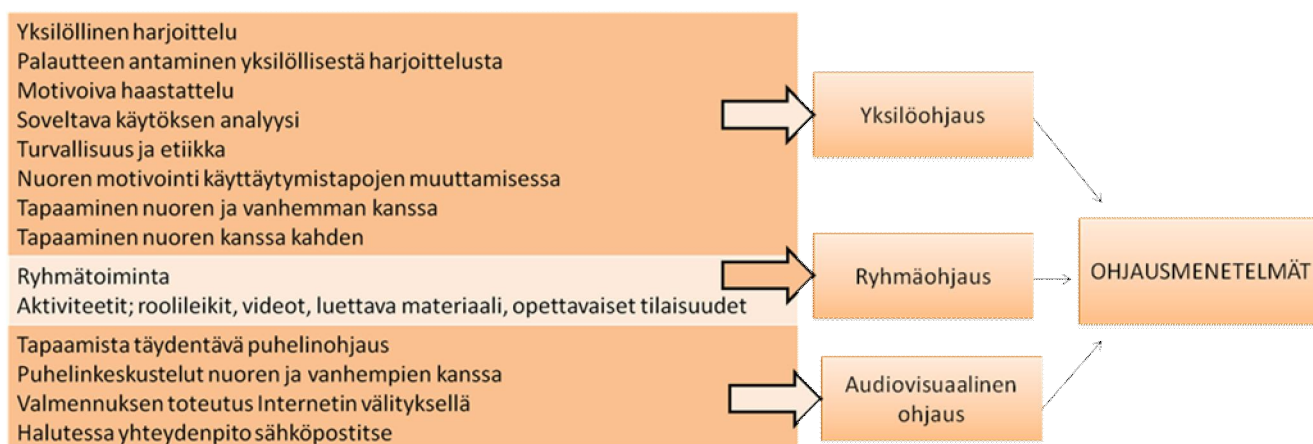 Yksilöllinen harjoittelu
Palautteen antaminen yksilöllisestä harjoittelusta
Motivoiva haastattelu
Soveltava käytöksen analyysi
Turvallisuus ja etiikka
Nuoren motivointi käyttäytymistapojen muuttamisessa
Tapaaminen nuoren ja vanhemman kanssa
Tapaaminen nuoren kanssa kahden
Yksilöohjaus
Ryhmätoiminta
Aktiviteetit; roolileikit, videot, luettava materiaali, opettavaiset tilaisuudet
Ryhmäohjaus
Tapaamista täydentävä puhelinohjaus
Puhelinkeskustelut nuoren ja vanhempien kanssa
Valmennuksen toteutus Internetin välityksellä
Halutessa yhteydenpito sähköpostitse
Audiovisuaalinen
ohjaus
OHJAUSMENETELMÄT